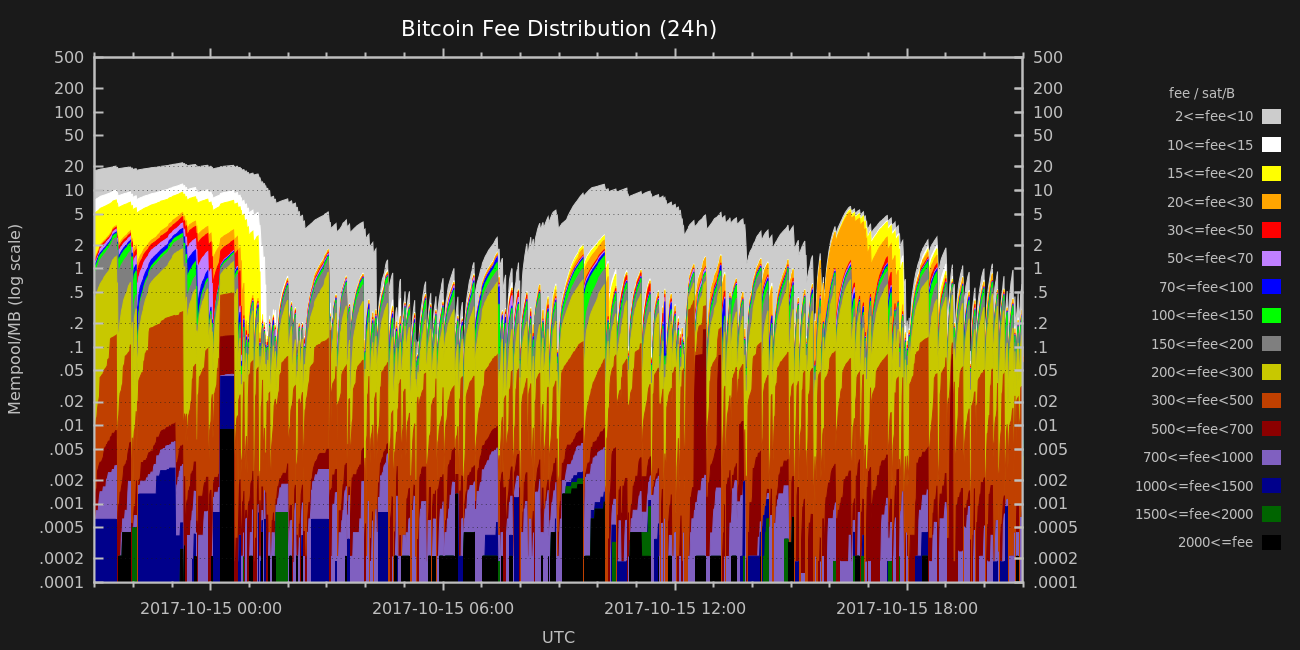 Bitcoin Fee Distribution (24h)
500
200
100
50
20
10
5
2
1
.5
.2
.1
.05
.02
.01
.005
.002
.001
.0005
.0002
.0001
Mempool/MB (log scale)
500
200
100
50
20
10
5
2
1
.5
.2
.1
.05
.02
.01
.005
.002
.001
.0005
.0002
.0001
2017-10-15 00:00
2017-10-15 06:00
2017-10-15 12:00
2017-10-15 18:00
UTC
fee / sat/B
2<=fee<10
10<=fee<15
15<=fee<20
20<=fee<30
30<=fee<50
50<=fee<70
70<=fee<100
100<=fee<150
150<=fee<200
200<=fee<300
300<=fee<500
500<=fee<700
700<=fee<1000
1000<=fee<1500
1500<=fee<2000
2000<=fee